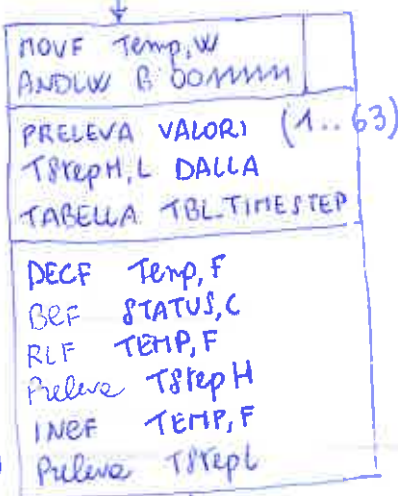 MOVF Temp,W
ANDLW B 00111111
PRELEVA VALORI (1..63)
TStepH,L DALLA
TABELLA TBL_TIMESTEP
DECF Temp,F
BCF STATUS,C
RLF TEMP,F
Preleva TStepH
INCF TEMP,F
Preleva TStepL